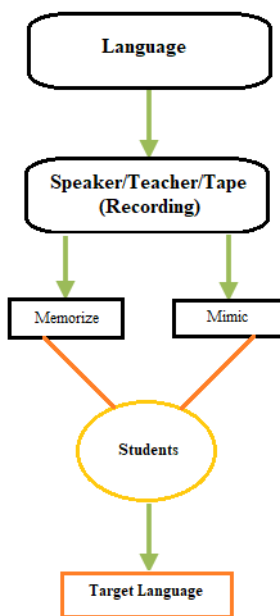 Language
Speaker/Teacher/Tape
(Recording)
Memorize
Mimic
Students
Target Language